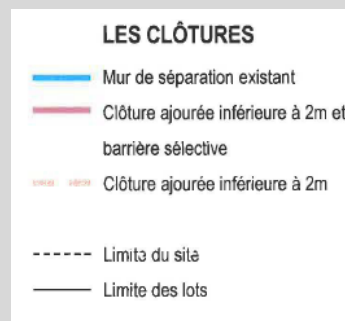 LES CLÔTURES
Mur de séparation existant
Clôture ajourée inférieure à 2m et
barrière sélective
Clôture ajourée inférieure à 2m
Limite du site
Limite des lots